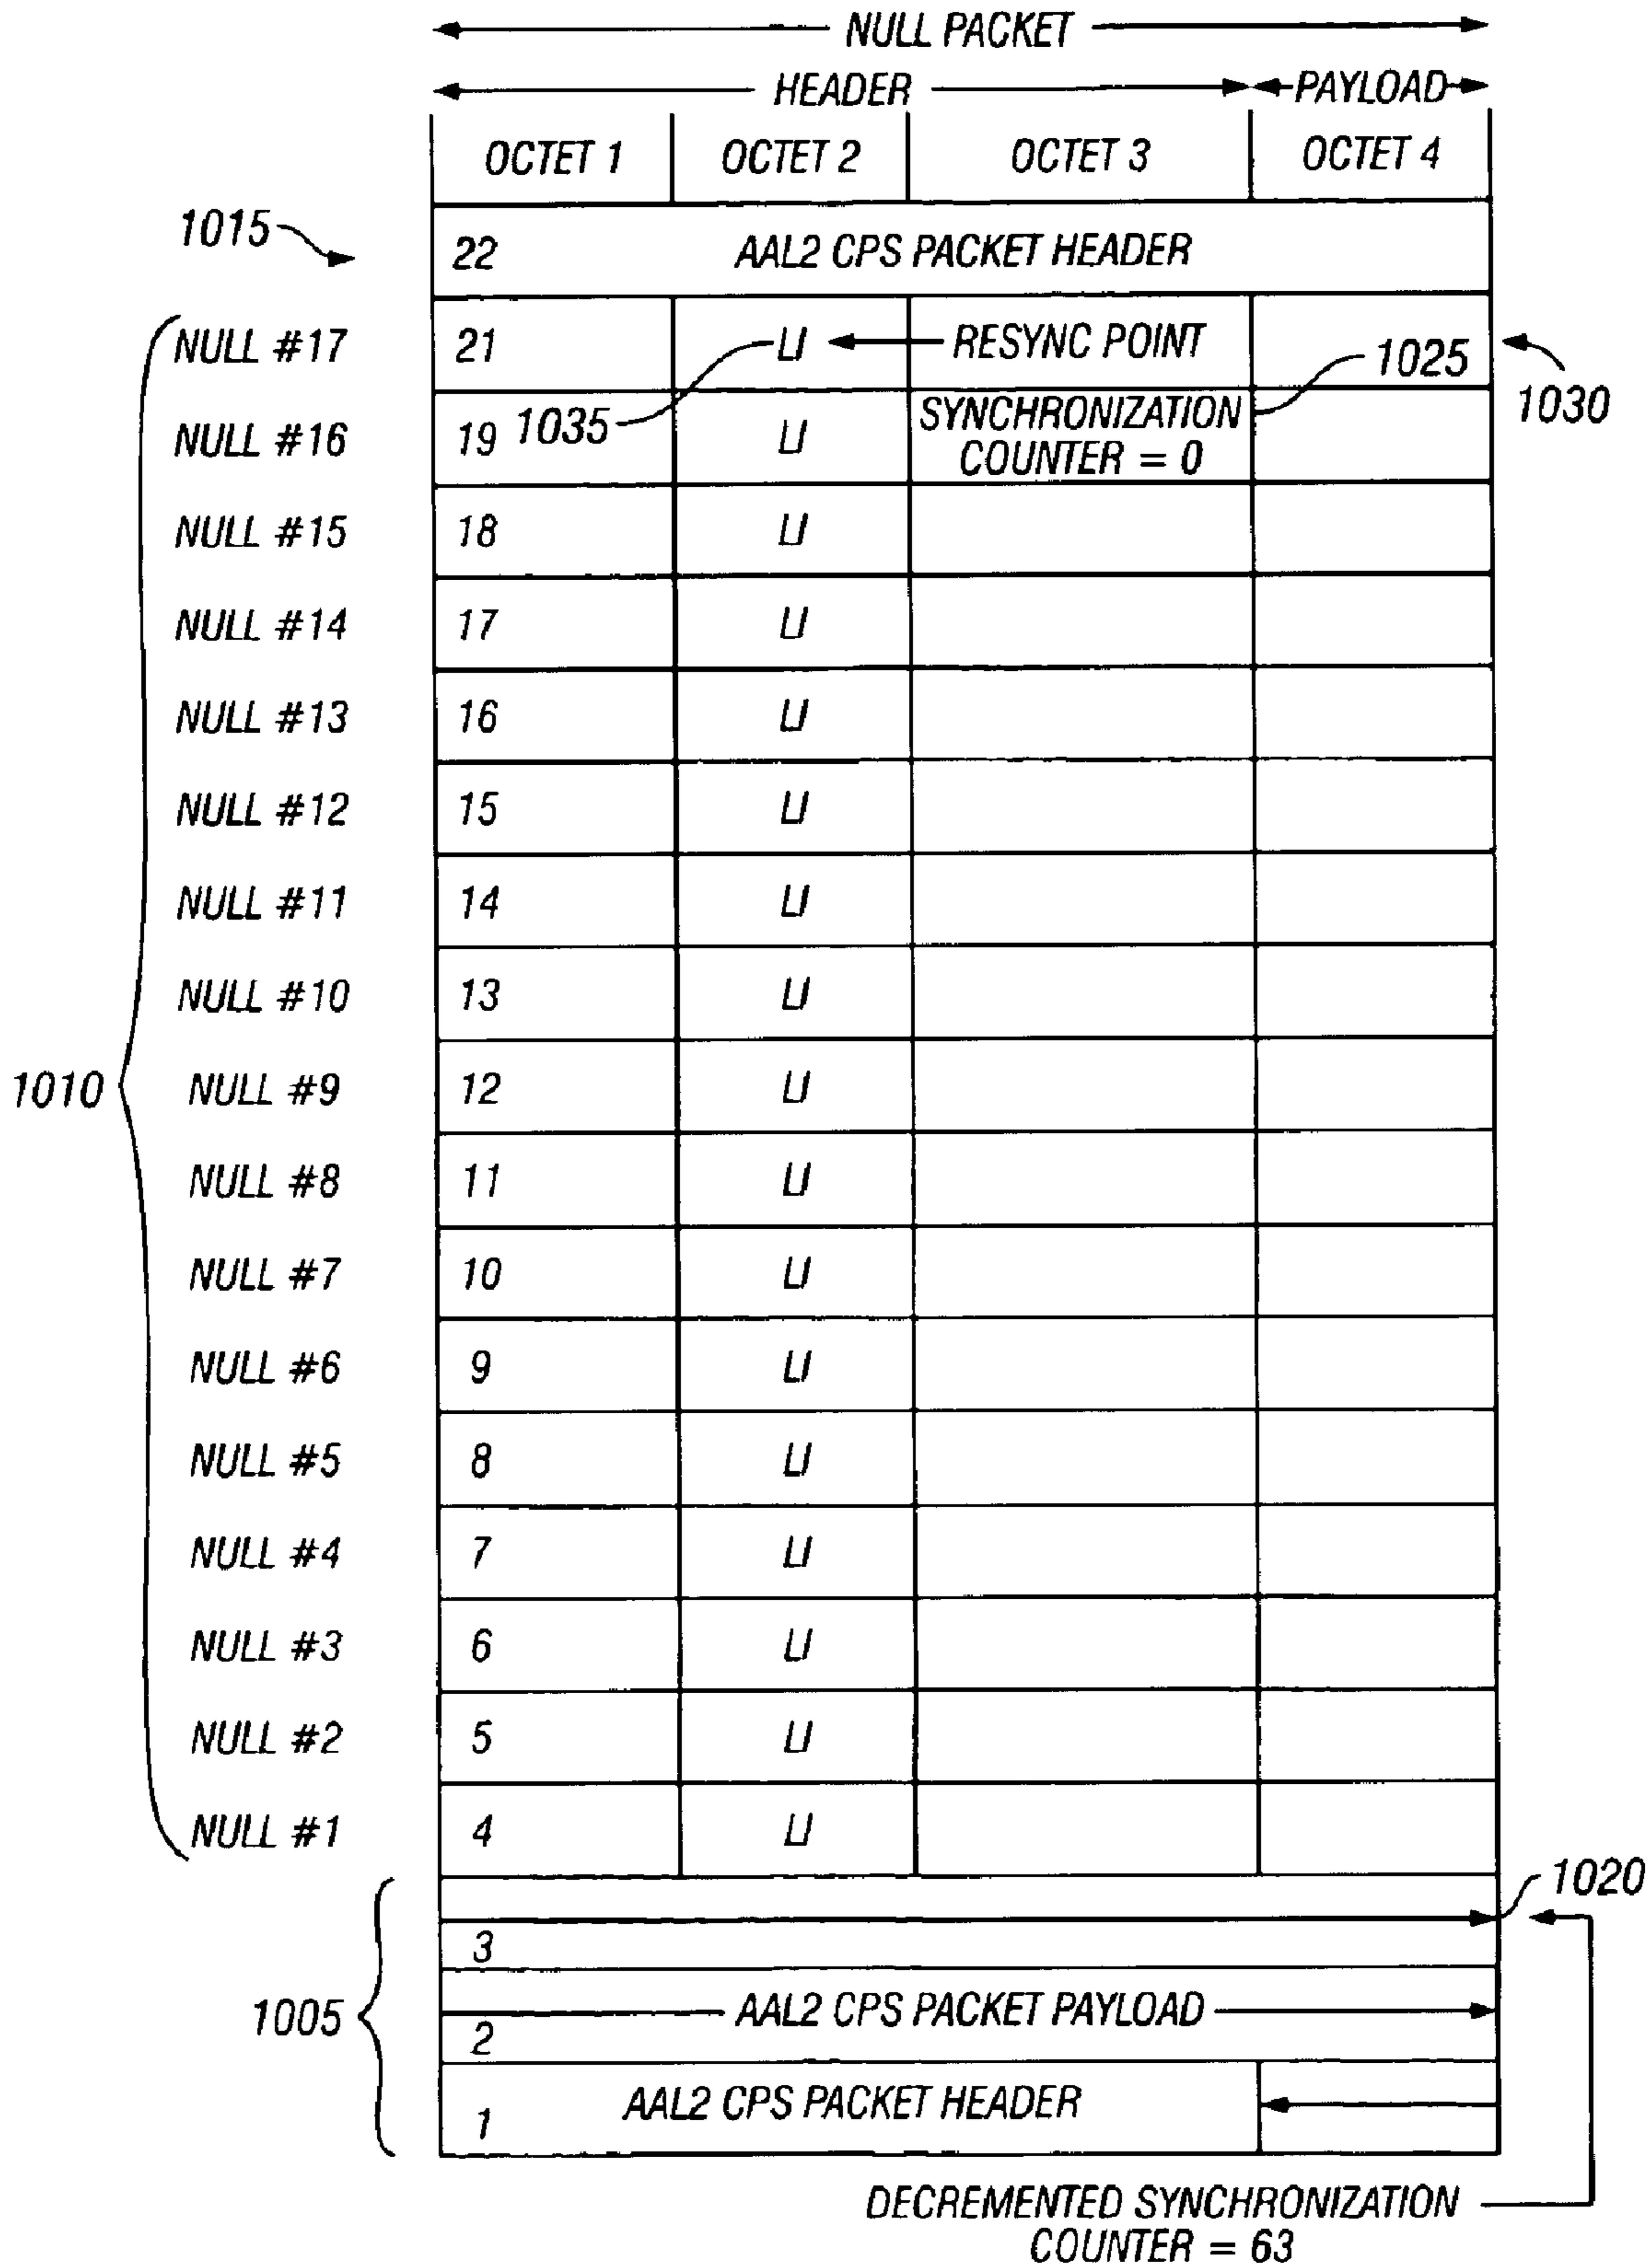 NULL PACKET
HEADER PAYLOAD
OCTET 1 OCTET 2 OCTET 3 OCTET 4
1015 22 AAL2 CPS PACKET HEADER
NULL #17 21 LI RESYNC POINT
1025
1030
NULL #16 19 1035 LI SYNCHRONIZATION
COUNTER = 0
NULL #15 18 LI
NULL #14 17 LI
NULL #13 16 LI
NULL #12 15 LI
NULL #11 14 LI
NULL #10 13 LI
1010 NULL #9 12 LI
NULL #8 11 LI
NULL #7 10 LI
NULL #6 9 LI
NULL #5 8 LI
NULL #4 7 LI
NULL #3 6 LI
NULL #2 5 LI
NULL #1 4 LI
1020
3
1005 AAL2 CPS PACKET PAYLOAD
2
AAL2 CPS PACKET HEADER
1
DECREMENTED SYNCHRONIZATION
COUNTER = 63